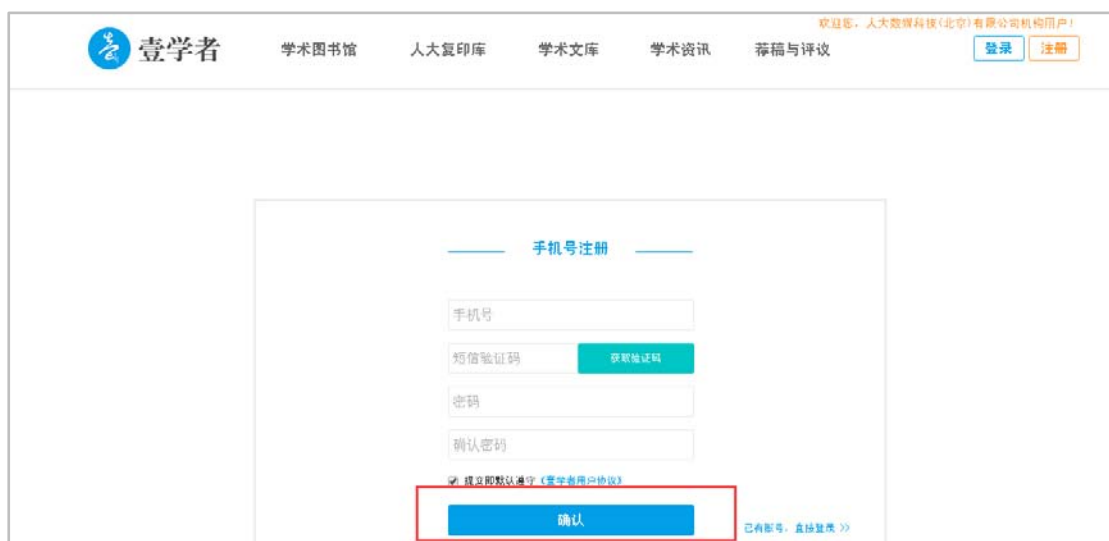 欢迎您，人大数媒科技(北京)有限公司机构用户！
壹学者 学术图书馆 人大复印库 学术文库 学术资讯 荐稿与评议 登录 注册
手机号注册
手机号
短信验证码 获取验证码
密码
确认密码
提交即默认遵守《壹学者用户协议》
确认
已有账号，直接登录 >>